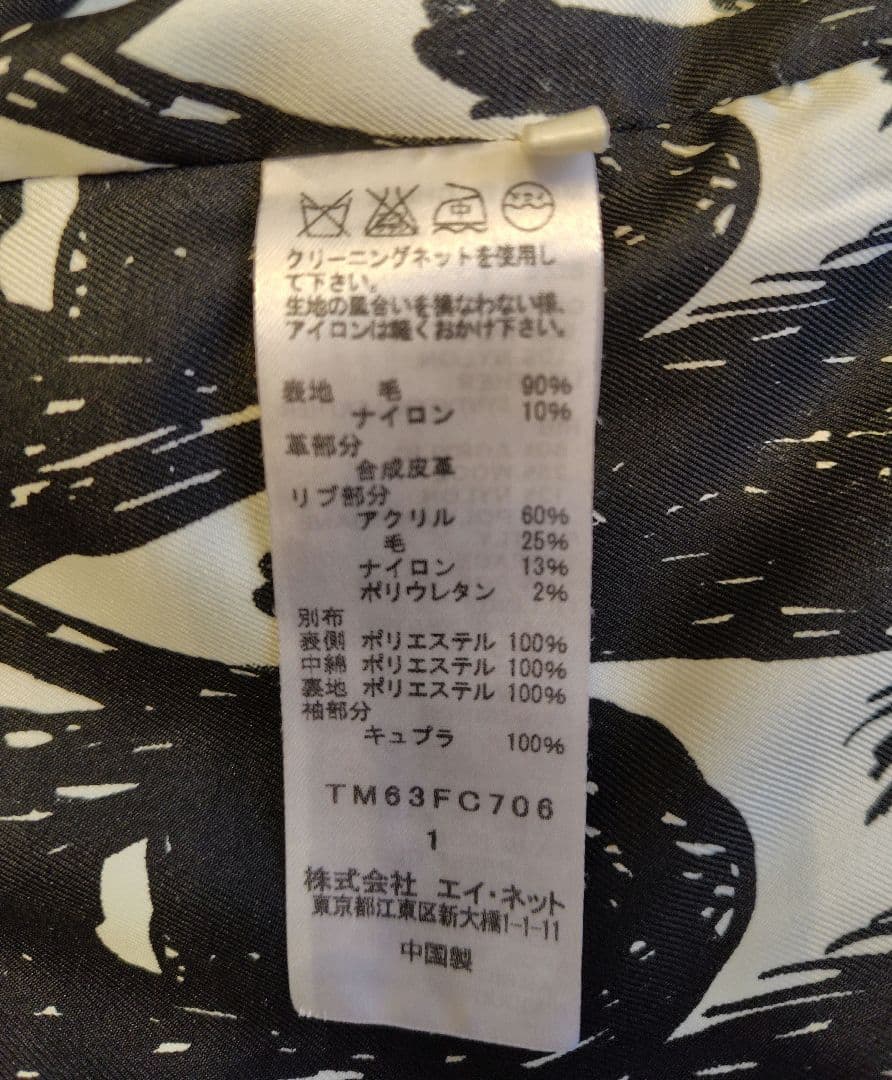 クリーニングネットを使用し
て下さい。
生地の風合いを損なわない様、
アイロンは軽くおかけ下さい。
表地 毛 90%
ナイロン 10%
革部分
合成皮革
リブ部分
アクリル 60%
毛 25%
ナイロン 13%
ポリウレタン 2%
別布
表側 ポリエステル 100%
中綿 ポリエステル 100%
裏地 ポリエステル 100%
袖部分
キュプラ 100%
TM63FC706
1
株式会社 エイ・ネット
東京都江東区新大橋1-1-11
中国製